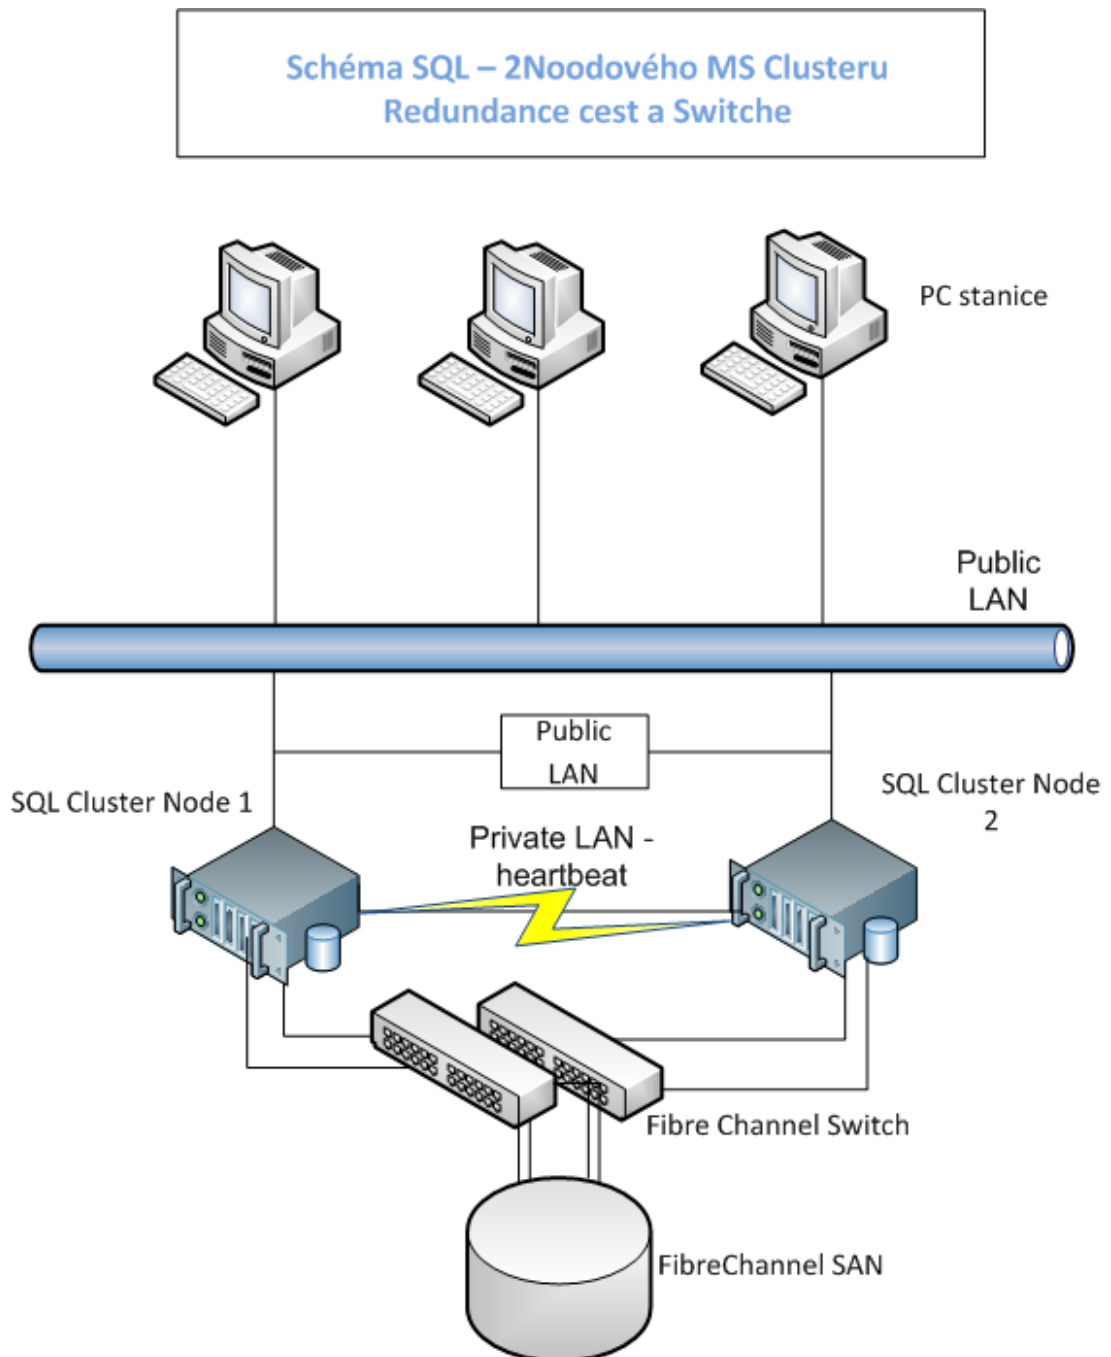 Schéma SQL – 2Noodového MS Clusteru
Redundance cest a Switche
PC stanice
Public
LAN
Public
LAN
SQL Cluster Node 1
SQL Cluster Node
2
Private LAN -
heartbeat
Fibre Channel Switch
FibreChannel SAN